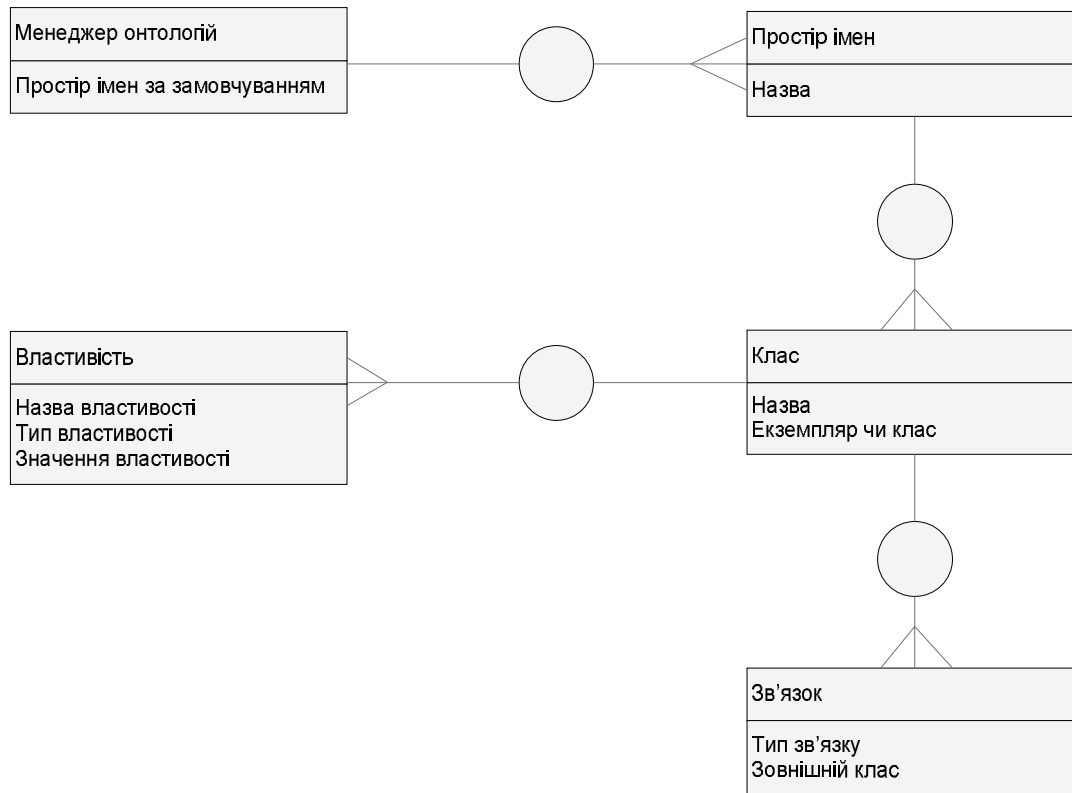 Менеджер онтологій
Простір імен за замовчуванням
Простір імен
Назва
Властивість
Назва властивості
Тип властивості
Значення властивості
Клас
Назва
Екземпляр чи клас
Зв’язок
Тип зв’язку
Зовнішній клас